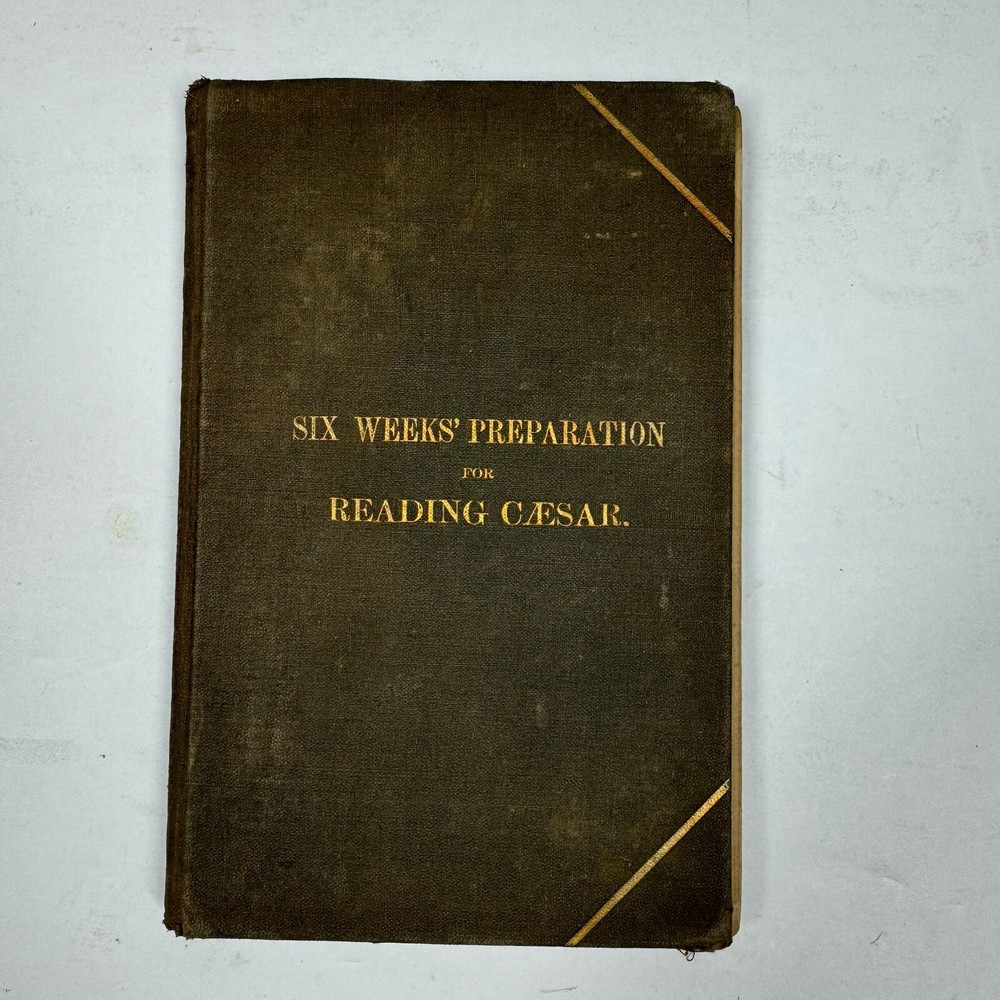 SIX WEEKS' PREPARATION
FOR
READING CÆSAR.